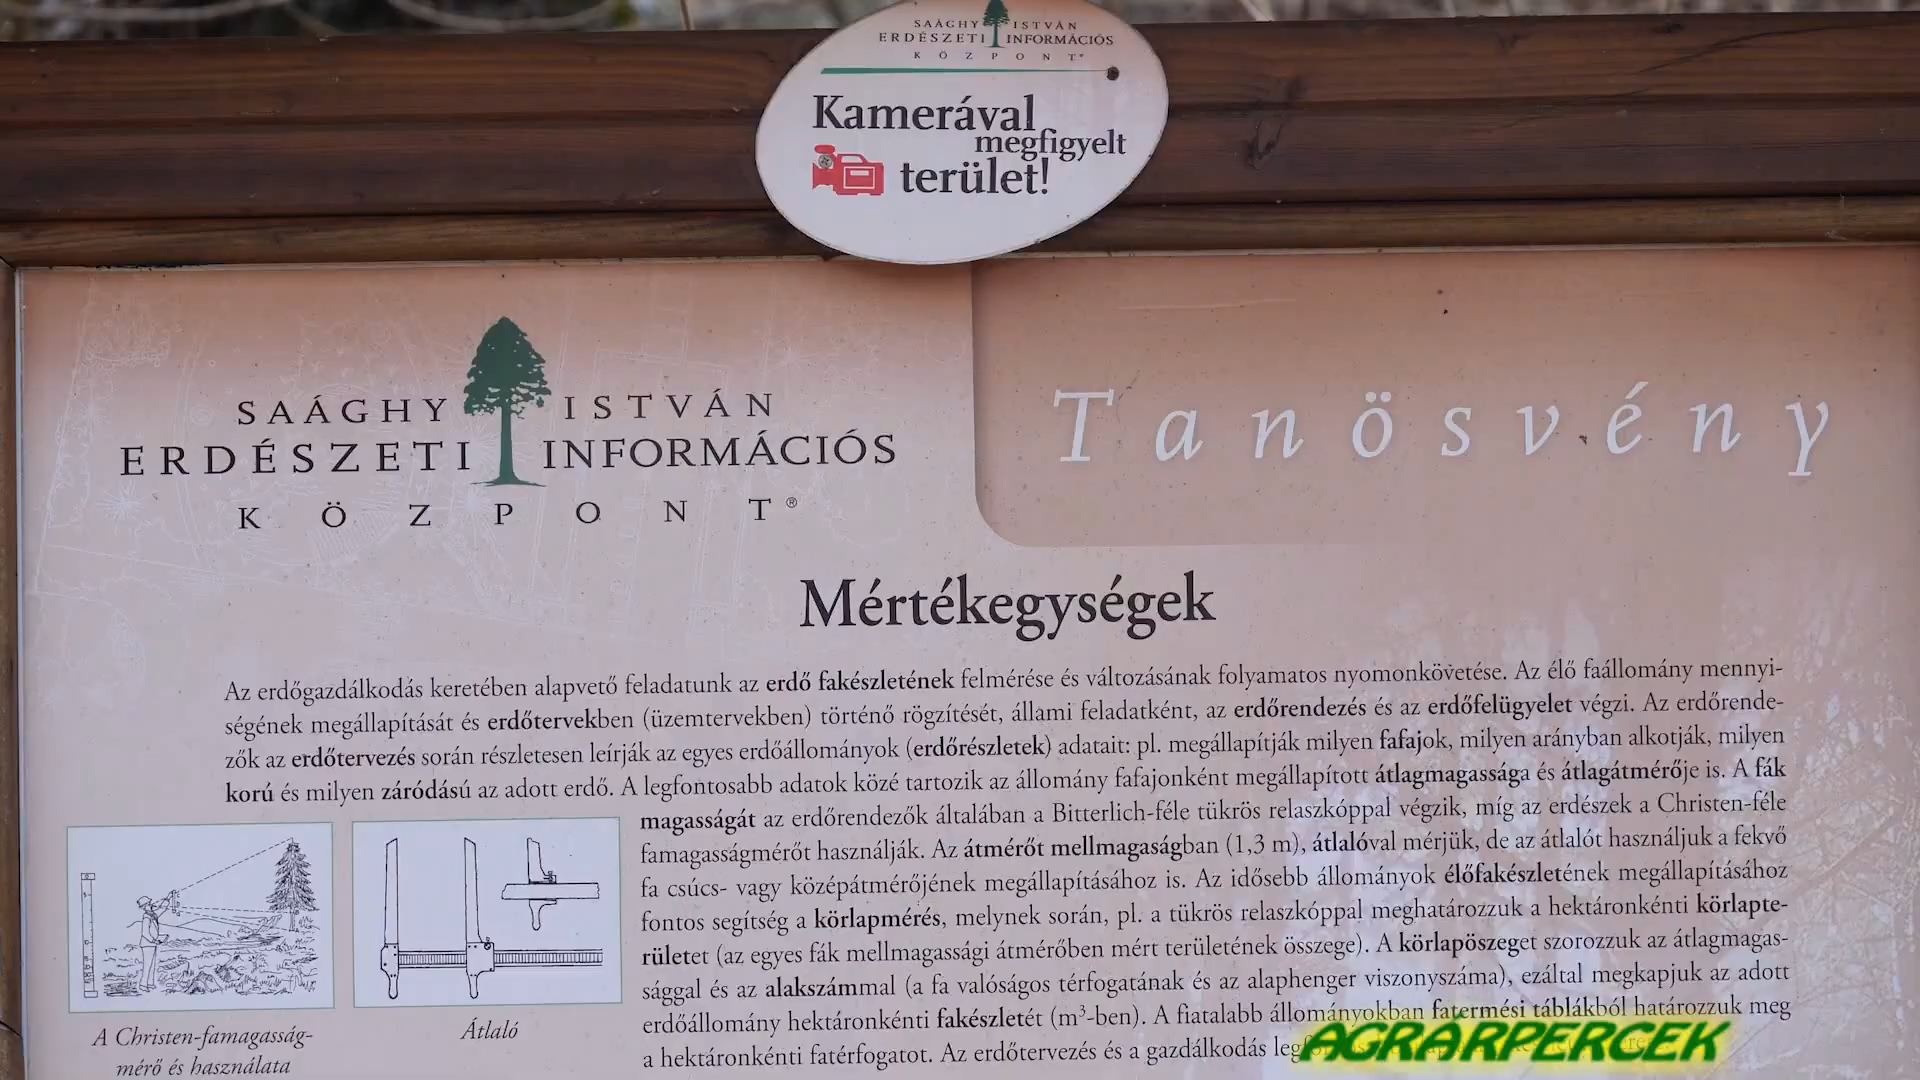 SAÁGHY ISTVÁN
ERDÉSZETI INFORMÁCIÓS
KÖZPONT®
Kamerával
megfigyelt
terület!
SAÁGHY ISTVÁN
ERDÉSZETI INFORMÁCIÓS
KÖZPONT®
Tanösvény
Mértékegységek
Az erdőgazdálkodás keretében alapvető feladatunk az erdő fakészletének felmérése és változásának folyamatos nyomonkövetése. Az élő faállomány mennyi-
ségének megállapítását és erdőtervekben (üzemtervekben) történő rögzítését, állami feladatként, az erdőrendezés és az erdőfelügyelet végzi. Az erdőrende-
zők az erdőtervezés során részletesen leírják az egyes erdőállományok (erdőrészletek) adatait: pl. megállapítják milyen fafajok, milyen arányban alkotják, milyen
korú és milyen záródású az adott erdő. A legfontosabb adatok közé tartozik az állomány fafajonként megállapított átlagmagassága és átlagátmérője is. A fák
magasságát az erdőrendezők általában a Bitterlich-féle tükrös relaszkóppal végzik, míg az erdészek a Christen-féle
famagasságmérőt használják. Az átmérőt mellmagaságban (1,3 m), átlalóval mérjük, de az átlalót használjuk a fekvő
fa csúcs- vagy középátmérőjének megállapításához is. Az idősebb állományok élőfakészletének megállapításához
fontos segítség a körlapmérés, melynek során, pl. a tükrös relaszkóppal meghatározzuk a hektáronkénti körlapte-
rületet (az egyes fák mellmagassági átmérőben mért területének összege). A körlapöszeget szorozzuk az átlagmagas-
sággal és az alakszámmal (a fa valóságos térfogatának és az alaphenger viszonyszáma), ezáltal megkapjuk az adott
erdőállomány hektáronkénti fakészletét (m³-ben). A fiatalabb állományokban fatermési táblákból határozzuk meg
a hektáronkénti fatérfogatot. Az erdőtervezés és a gazdálkodás
A Christen-famagasság-
mérő és használata
Átlaló
AGRÁRPERCEK